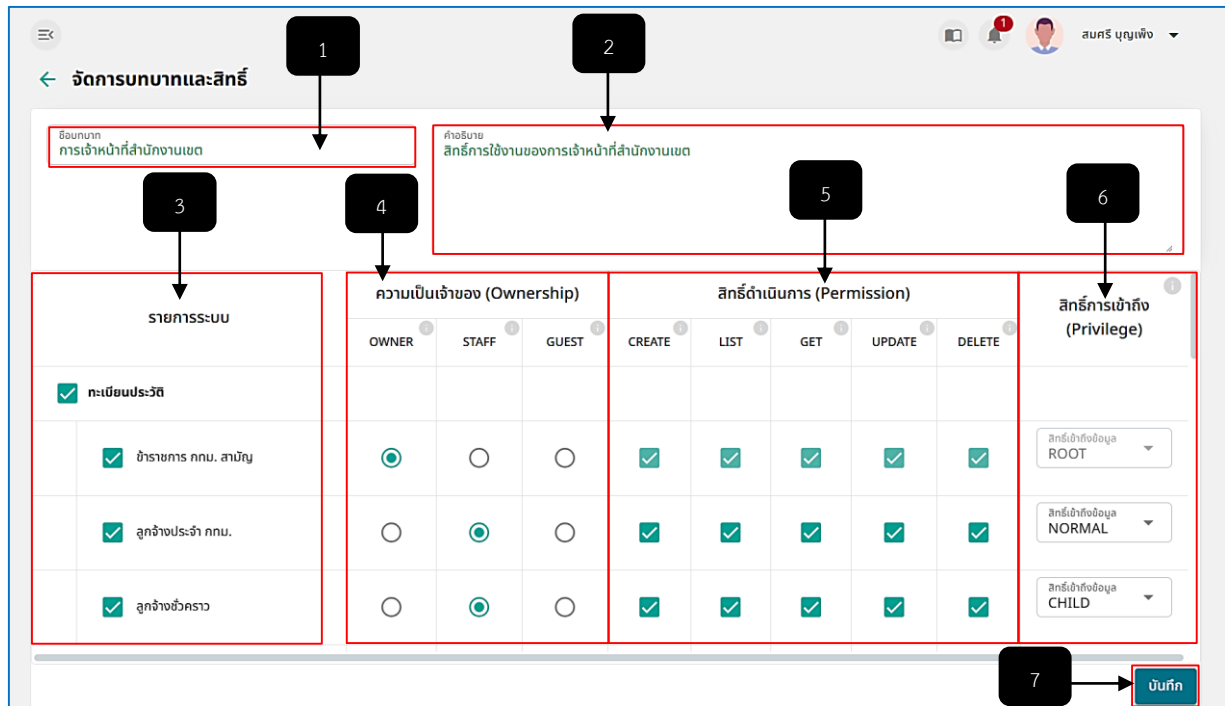 1
สมศรี บุญเพ็ง
1
2
จัดการบทบาทและสิทธิ์
ชื่อบทบาท
การเจ้าหน้าที่สำนักงานเขต
คำอธิบาย
สิทธิ์การใช้งานของการเจ้าหน้าที่สำนักงานเขต
3
4
5
6
รายการระบบ
ความเป็นเจ้าของ (Ownership)
สิทธิ์ดำเนินการ (Permission)
สิทธิ์การเข้าถึง
(Privilege)
OWNER STAFF GUEST CREATE LIST GET UPDATE DELETE
ทะเบียนประวัติ
ข้าราชการ กทม. สามัญ
สิทธิ์เข้าถึงข้อมูล
ROOT
ลูกจ้างประจำ กทม.
สิทธิ์เข้าถึงข้อมูล
NORMAL
ลูกจ้างชั่วคราว
สิทธิ์เข้าถึงข้อมูล
CHILD
7
บันทึก